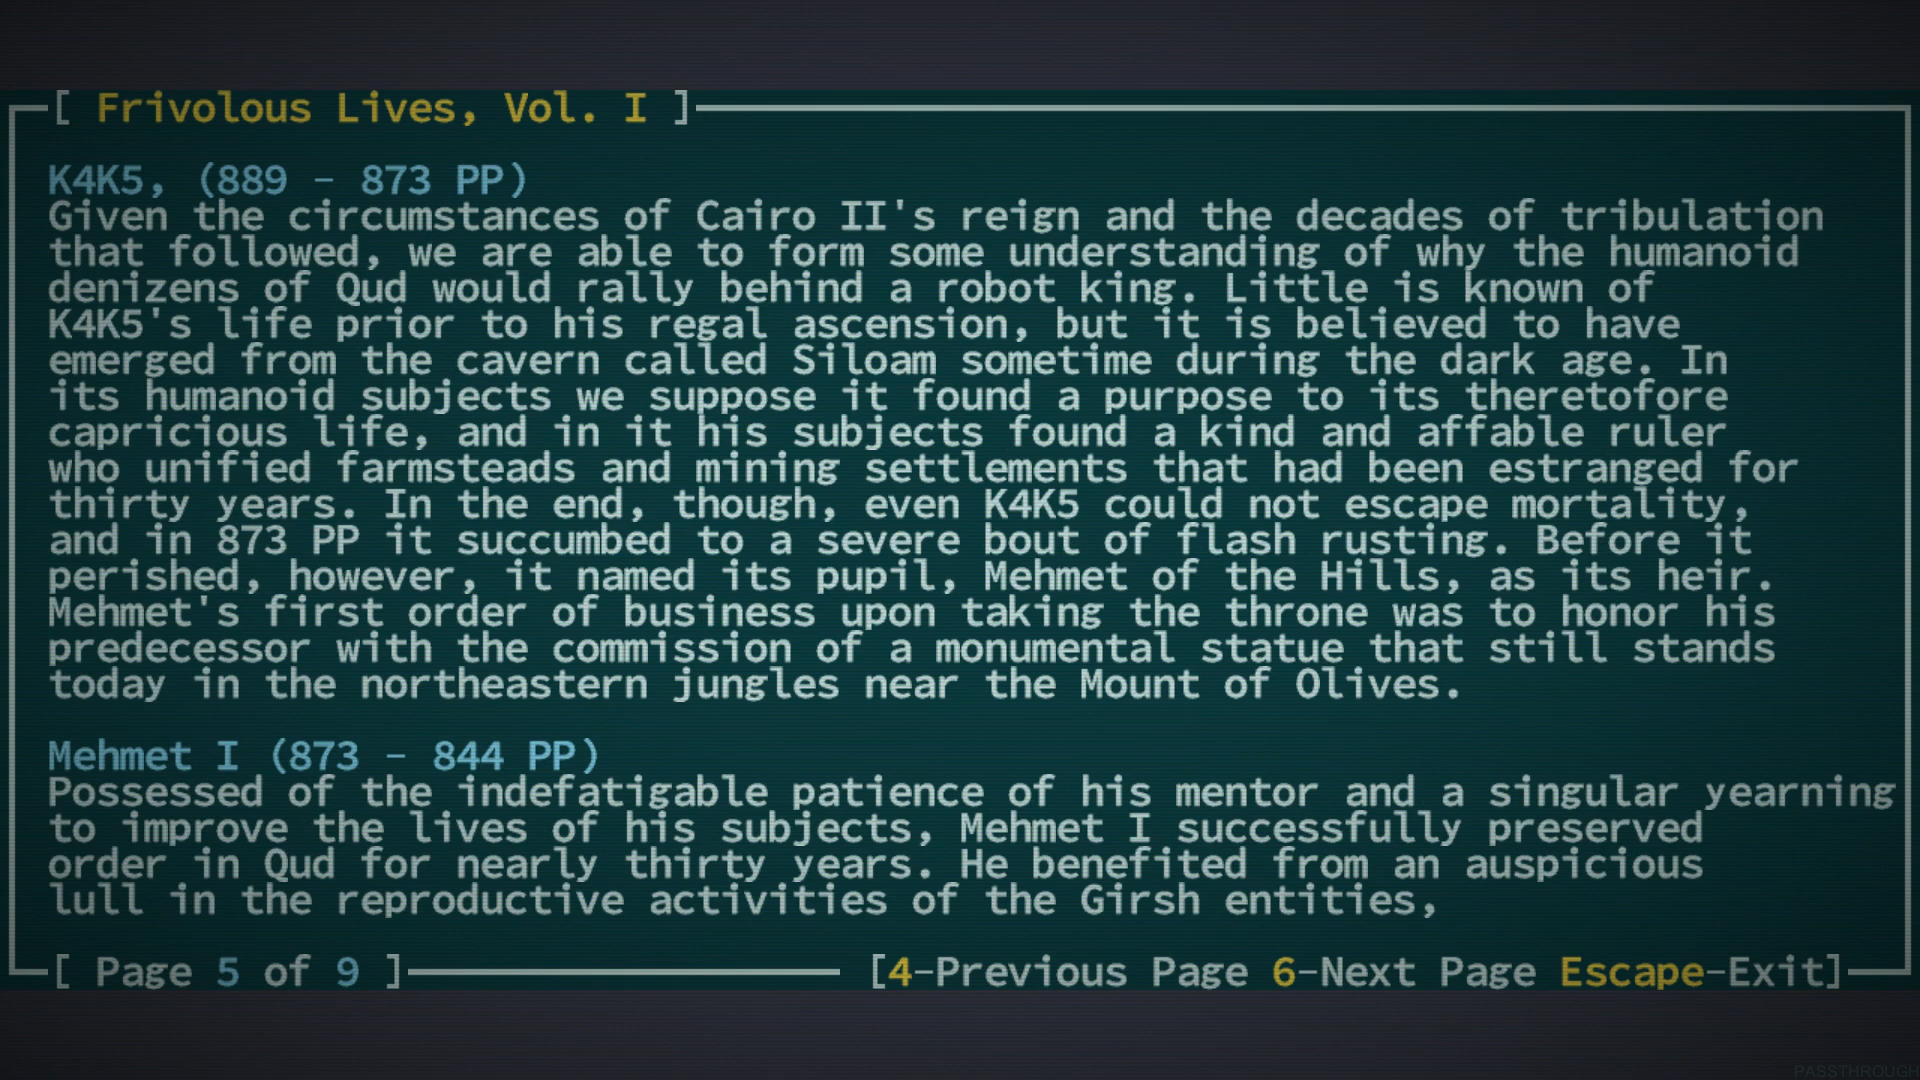 [ Frivolous Lives, Vol. I ]
K4K5, (889 - 873 PP)
Given the circumstances of Cairo II's reign and the decades of tribulation
that followed, we are able to form some understanding of why the humanoid
denizens of Qud would rally behind a robot king. Little is known of
K4K5's life prior to his regal ascension, but it is believed to have
emerged from the cavern called Siloam sometime during the dark age. In
its humanoid subjects we suppose it found a purpose to its theretofore
capricious life, and in it his subjects found a kind and affable ruler
who unified farmsteads and mining settlements that had been estranged for
thirty years. In the end, though, even K4K5 could not escape mortality,
and in 873 PP it succumbed to a severe bout of flash rusting. Before it
perished, however, it named its pupil, Mehmet of the Hills, as its heir.
Mehmet's first order of business upon taking the throne was to honor his
predecessor with the commission of a monumental statue that still stands
today in the northeastern jungles near the Mount of Olives.
Mehmet I (873 - 844 PP)
Possessed of the indefatigable patience of his mentor and a singular yearning
to improve the lives of his subjects, Mehmet I successfully preserved
order in Qud for nearly thirty years. He benefited from an auspicious
lull in the reproductive activities of the Girsh entities,
[ Page 5 of 9 ] [4-Previous Page 6-Next Page Escape-Exit]
PASSTHROUGH